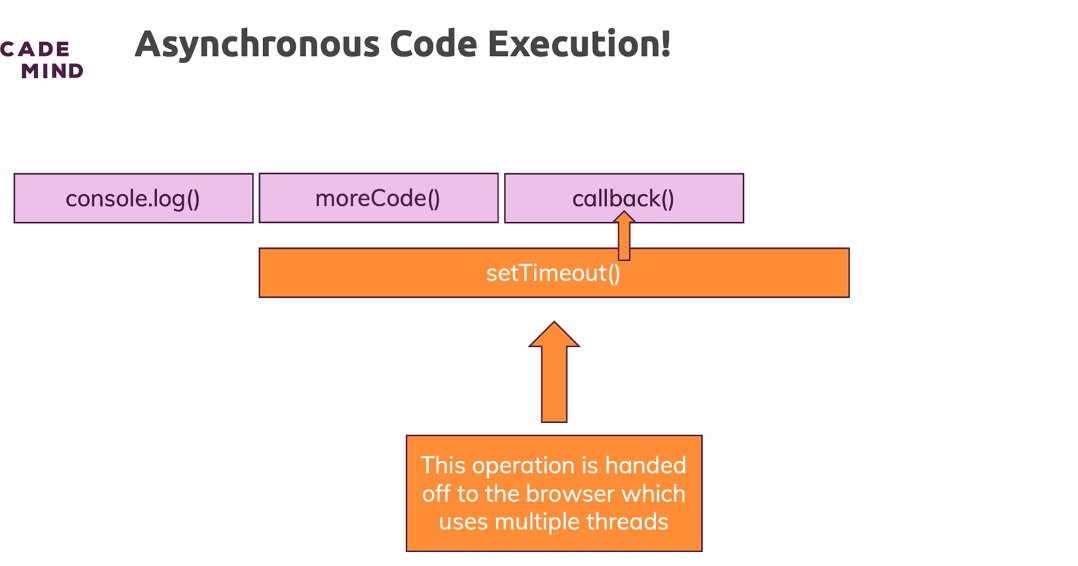 CADE
MIND
Asynchronous Code Execution!
console.log()
moreCode()
callback()
setTimeout()
This operation is handed
off to the browser which
uses multiple threads